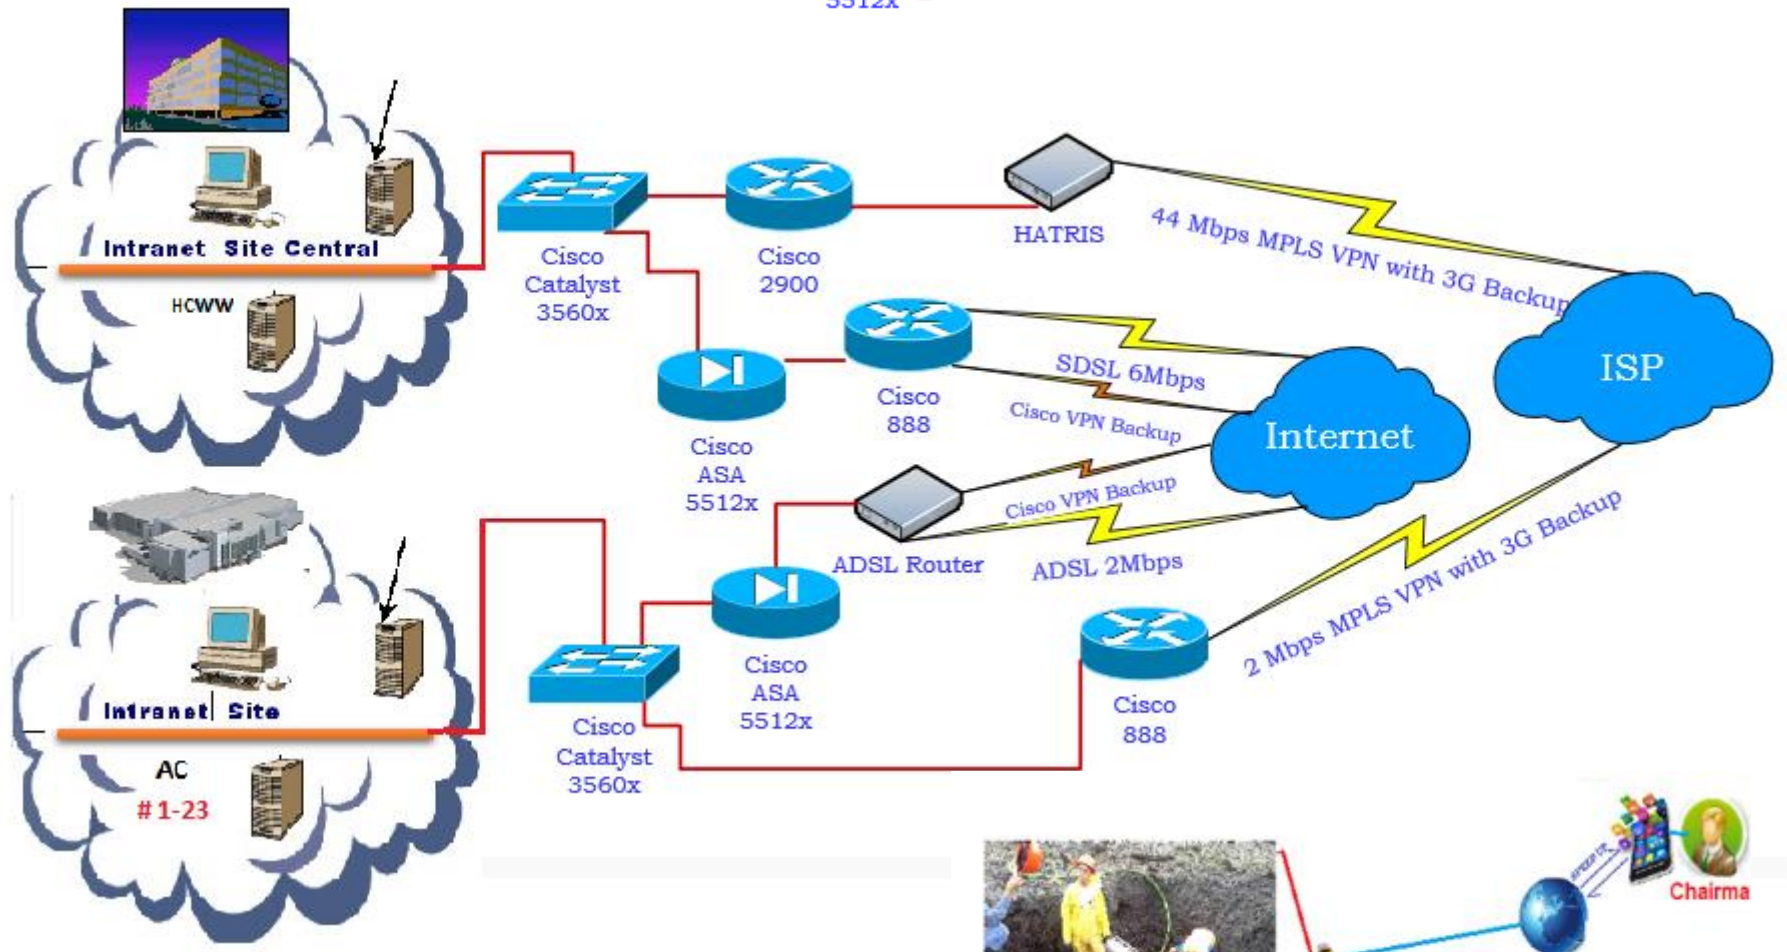 5512x
Intranet Site Central
HCWW
Cisco
Catalyst
3560x
Cisco
2900
HATRIS
44 Mbps MPLS VPN with 3G Backup
ISP
Cisco
888
SDSL 6Mbps
Cisco VPN Backup
Internet
Cisco
ASA
5512x
Cisco VPN Backup
ADSL Router
ADSL 2Mbps
2 Mbps MPLS VPN with 3G Backup
Intranet Site
AC
#1-23
Cisco
Catalyst
3560x
Cisco
ASA
5512x
Cisco
888
SPEED UP
Chairma